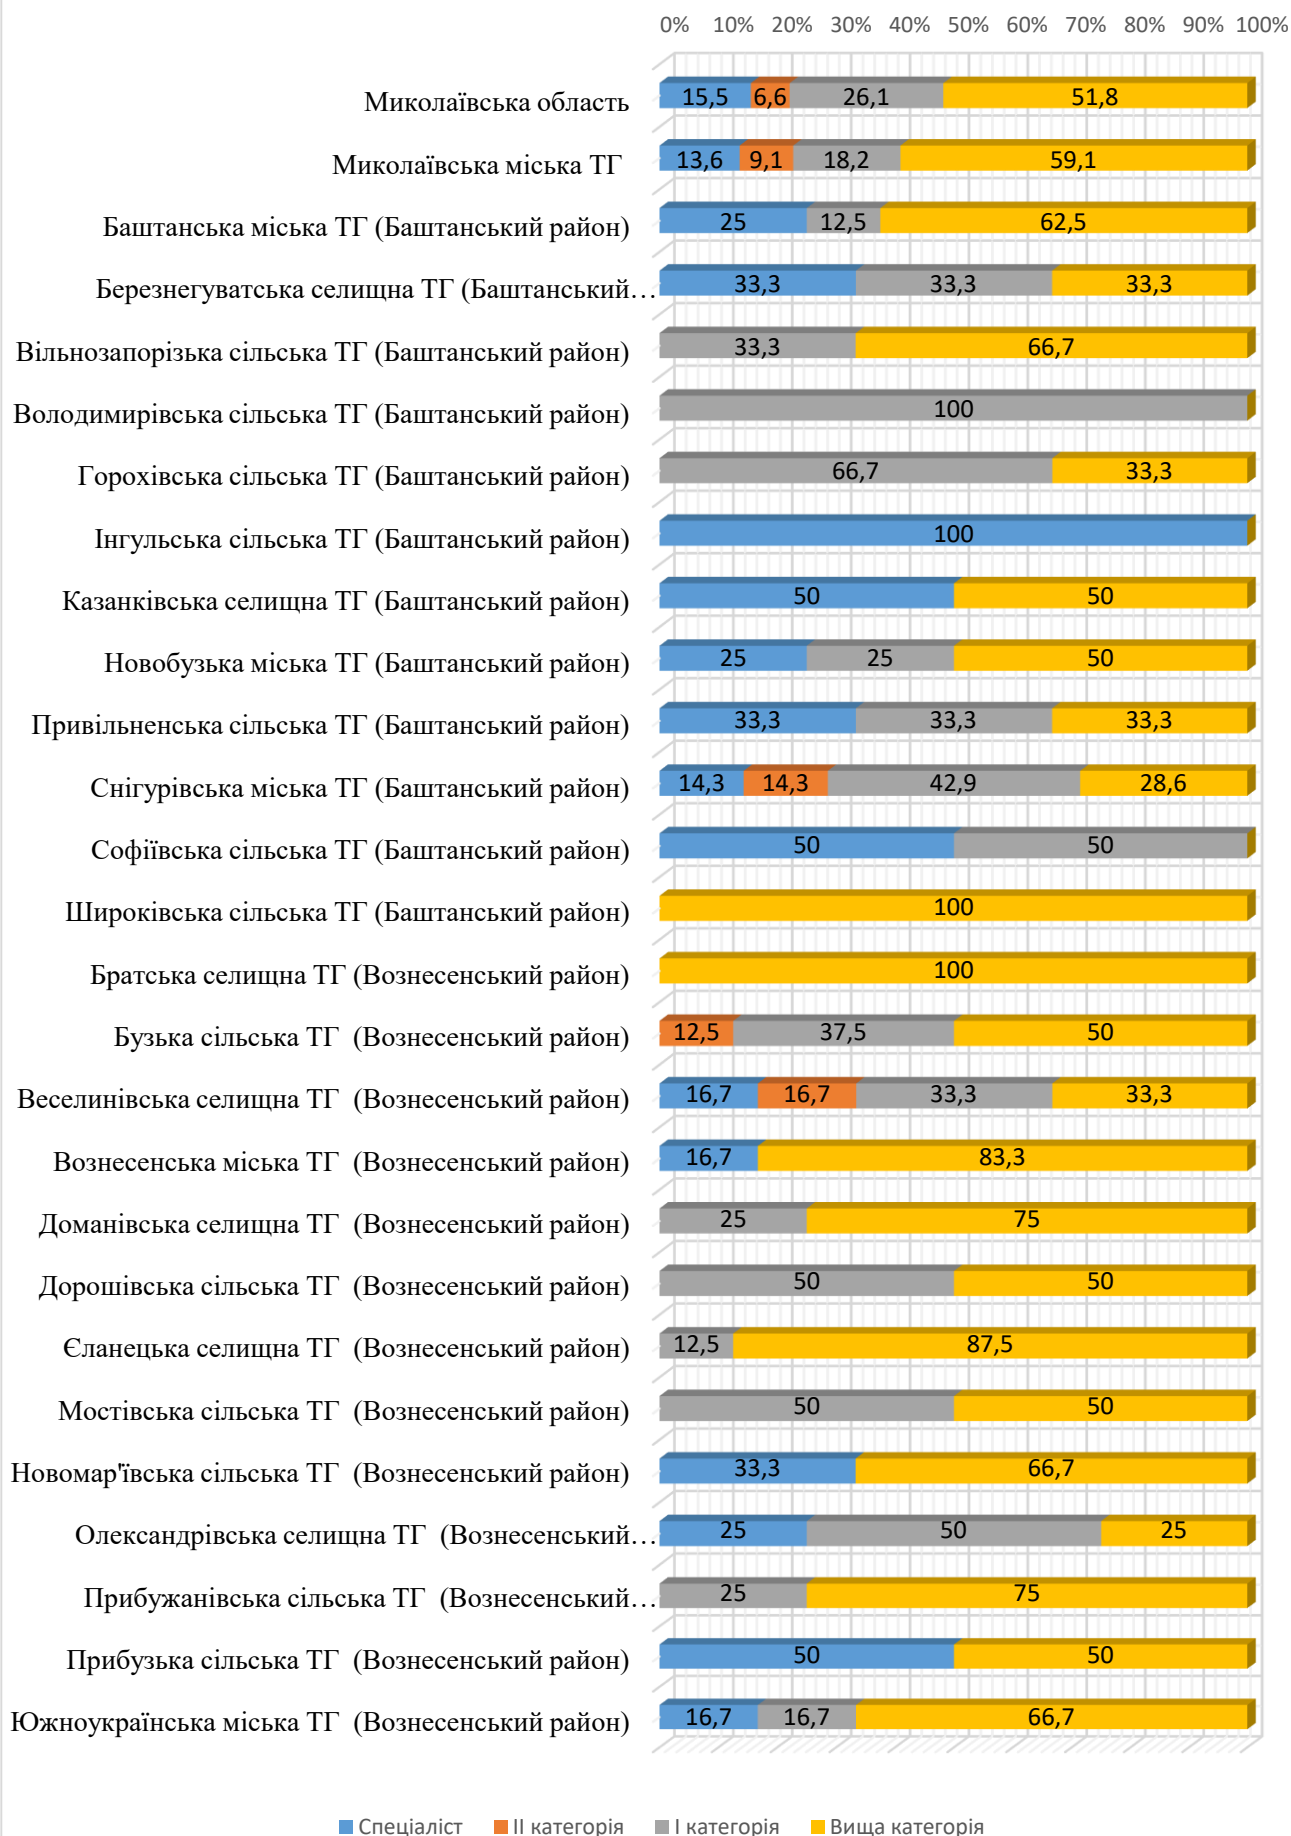 0% 10% 20% 30% 40% 50% 60% 70% 80% 90% 100%
Миколаївська область 15,5 6,6 26,1 51,8
Миколаївська міська ТГ 13,6 9,1 18,2 59,1
Баштанська міська ТГ (Баштанський район) 25 12,5 62,5
Березнегуватська селищна ТГ (Баштанський… 33,3 33,3 33,3
Вільнозапорізька сільська ТГ (Баштанський район) 33,3 66,7
Володимирівська сільська ТГ (Баштанський район) 100
Горохівська сільська ТГ (Баштанський район) 66,7 33,3
Інгульська сільська ТГ (Баштанський район) 100
Казанківська селищна ТГ (Баштанський район) 50 50
Новобузька міська ТГ (Баштанський район) 25 25 50
Привільненська сільська ТГ (Баштанський район) 33,3 33,3 33,3
Снігурівська міська ТГ (Баштанський район) 14,3 14,3 42,9 28,6
Софіївська сільська ТГ (Баштанський район) 50 50
Широківська сільська ТГ (Баштанський район) 100
Братська селищна ТГ (Вознесенський район) 100
Бузька сільська ТГ (Вознесенський район) 12,5 37,5 50
Веселинівська селищна ТГ (Вознесенський район) 16,7 16,7 33,3 33,3
Вознесенська міська ТГ (Вознесенський район) 16,7 83,3
Доманівська селищна ТГ (Вознесенський район) 25 75
Дорошівська сільська ТГ (Вознесенський район) 50 50
Єланецька селищна ТГ (Вознесенський район) 12,5 87,5
Мостівська сільська ТГ (Вознесенський район) 50 50
Новомар'ївська сільська ТГ (Вознесенський район) 33,3 66,7
Олександрівська селищна ТГ (Вознесенський… 25 50 25
Прибужанівська сільська ТГ (Вознесенський… 25 75
Прибузька сільська ТГ (Вознесенський район) 50 50
Южноукраїнська міська ТГ (Вознесенський район) 16,7 16,7 66,7
Спеціаліст ІІ категорія І категорія Вища категорія